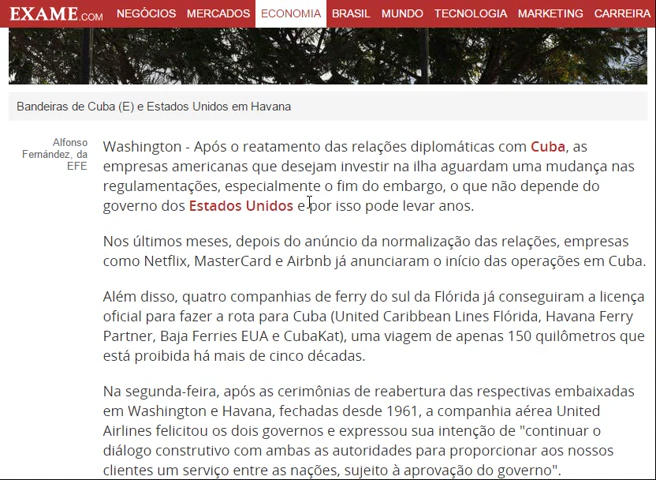 EXAME.COM NEGÓCIOS MERCADOS ECONOMIA BRASIL MUNDO TECNOLOGIA MARKETING CARREIRA
Bandeiras de Cuba (E) e Estados Unidos em Havana
Alfonso
Fernández, da
EFE
Washington - Após o reatamento das relações diplomáticas com Cuba, as
empresas americanas que desejam investir na ilha aguardam uma mudança nas
regulamentações, especialmente o fim do embargo, o que não depende do
governo dos Estados Unidos e por isso pode levar anos.
Nos últimos meses, depois do anúncio da normalização das relações, empresas
como Netflix, MasterCard e Airbnb já anunciaram o início das operações em Cuba.
Além disso, quatro companhias de ferry do sul da Flórida já conseguiram a licença
oficial para fazer a rota para Cuba (United Caribbean Lines Flórida, Havana Ferry
Partner, Baja Ferries EUA e CubaKat), uma viagem de apenas 150 quilômetros que
está proibida há mais de cinco décadas.
Na segunda-feira, após as cerimônias de reabertura das respectivas embaixadas
em Washington e Havana, fechadas desde 1961, a companhia aérea United
Airlines felicitou os dois governos e expressou sua intenção de "continuar o
diálogo construtivo com ambas as autoridades para proporcionar aos nossos
clientes um serviço entre as nações, sujeito à aprovação do governo".